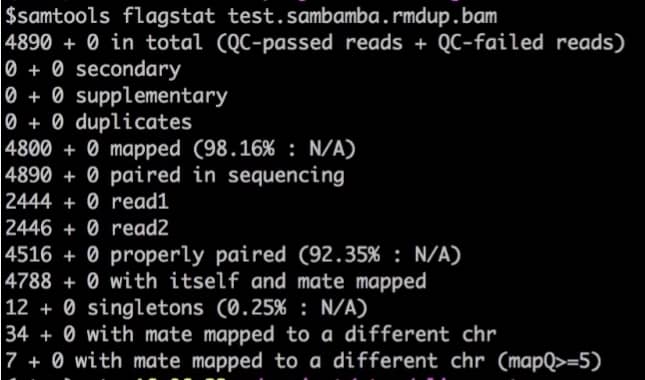 $samtools flagstat test.sambamba.rmdup.bam
4890 + 0 in total (QC-passed reads + QC-failed reads)
0 + 0 secondary
0 + 0 supplementary
0 + 0 duplicates
4800 + 0 mapped (98.16% : N/A)
4890 + 0 paired in sequencing
2444 + 0 read1
2446 + 0 read2
4516 + 0 properly paired (92.35% : N/A)
4788 + 0 with itself and mate mapped
12 + 0 singletons (0.25% : N/A)
34 + 0 with mate mapped to a different chr
7 + 0 with mate mapped to a different chr (mapQ>=5)